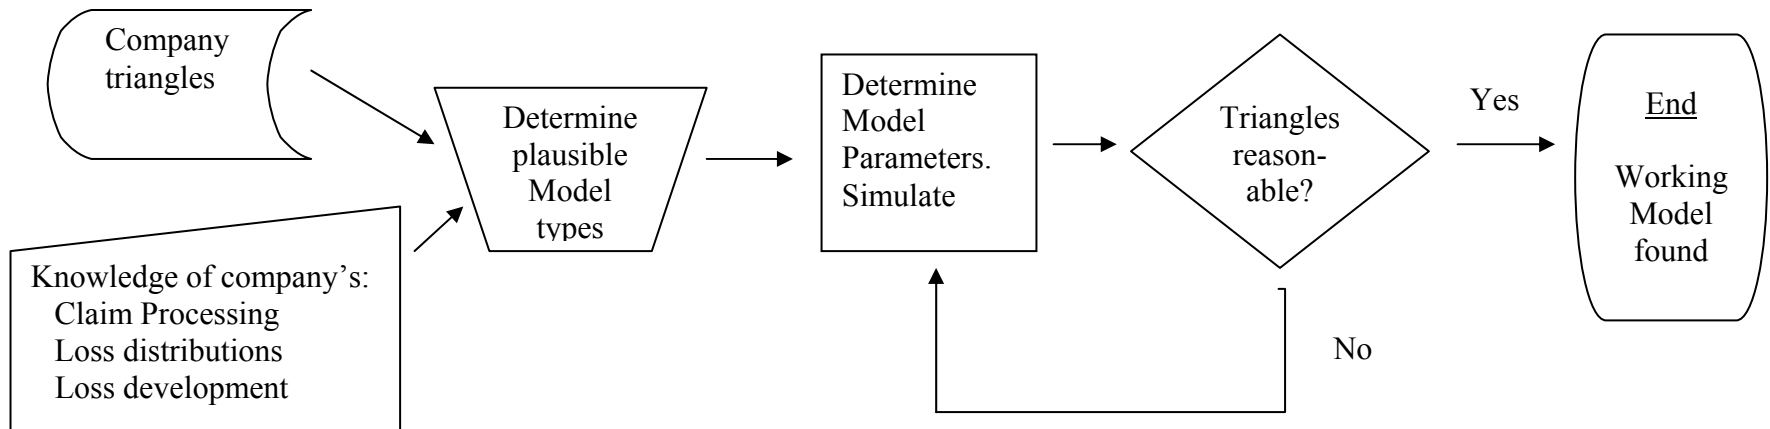 Company
triangles
Knowledge of company’s:
Claim Processing
Loss distributions
Loss development
Determine
plausible
Model
types
Determine
Model
Parameters.
Simulate
Triangles
reason-
able?
Yes
No
End
Working
Model
found